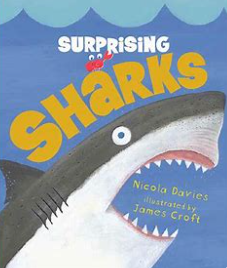 SURPRISING
SHARKS
Nicola Davies
illustrated by
James Croft